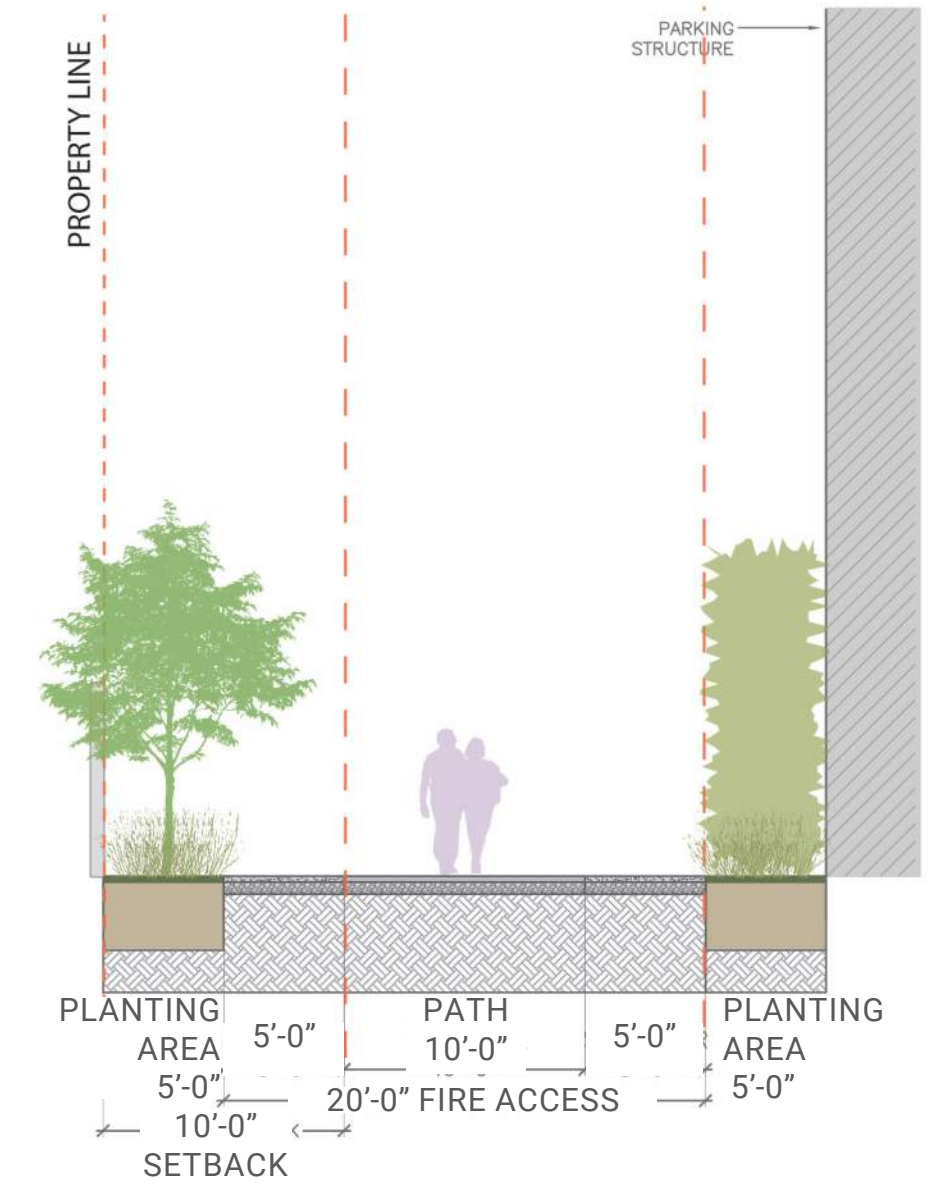 PROPERTY LINE
PARKING
STRUCTURE
PLANTING
AREA
5’-0”
5’-0”
PATH
10’-0”
5’-0”
PLANTING
AREA
5’-0”
20’-0” FIRE ACCESS
10’-0”
SETBACK